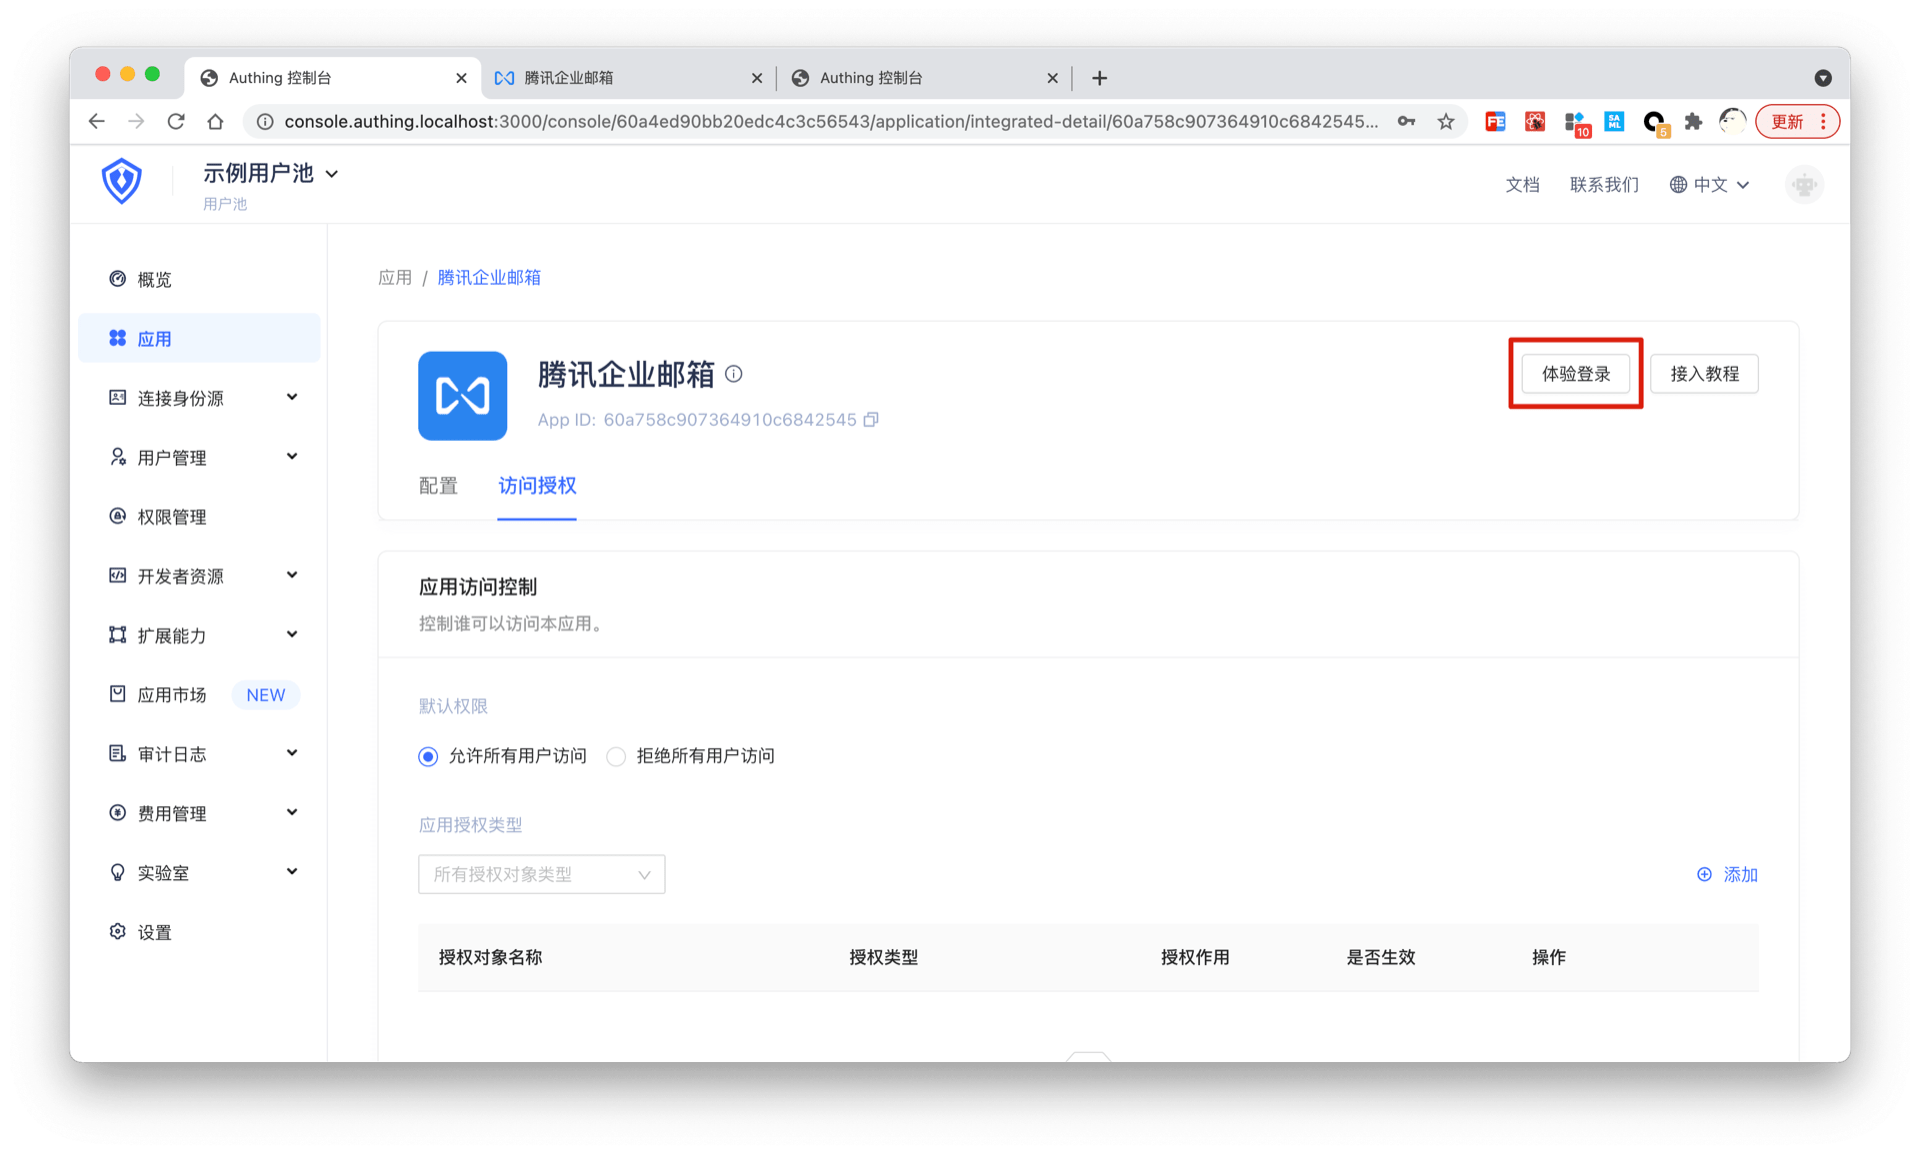 Authing 控制台
腾讯企业邮箱
Authing 控制台
console.authing.localhost:3000/console/60a4ed90bb20edc4c3c56543/application/integrated-detail/60a758c907364910c6842545...
FE
10
SA
ML
5
更新
示例用户池
用户池
文档
联系我们
中文
概览
应用
连接身份源
用户管理
权限管理
开发者资源
扩展能力
应用市场 NEW
审计日志
费用管理
实验室
设置
应用 / 腾讯企业邮箱
腾讯企业邮箱
App ID: 60a758c907364910c6842545
体验登录
接入教程
配置
访问授权
应用访问控制
控制谁可以访问本应用。
默认权限
允许所有用户访问
拒绝所有用户访问
应用授权类型
所有授权对象类型
添加
授权对象名称
授权类型
授权作用
是否生效
操作